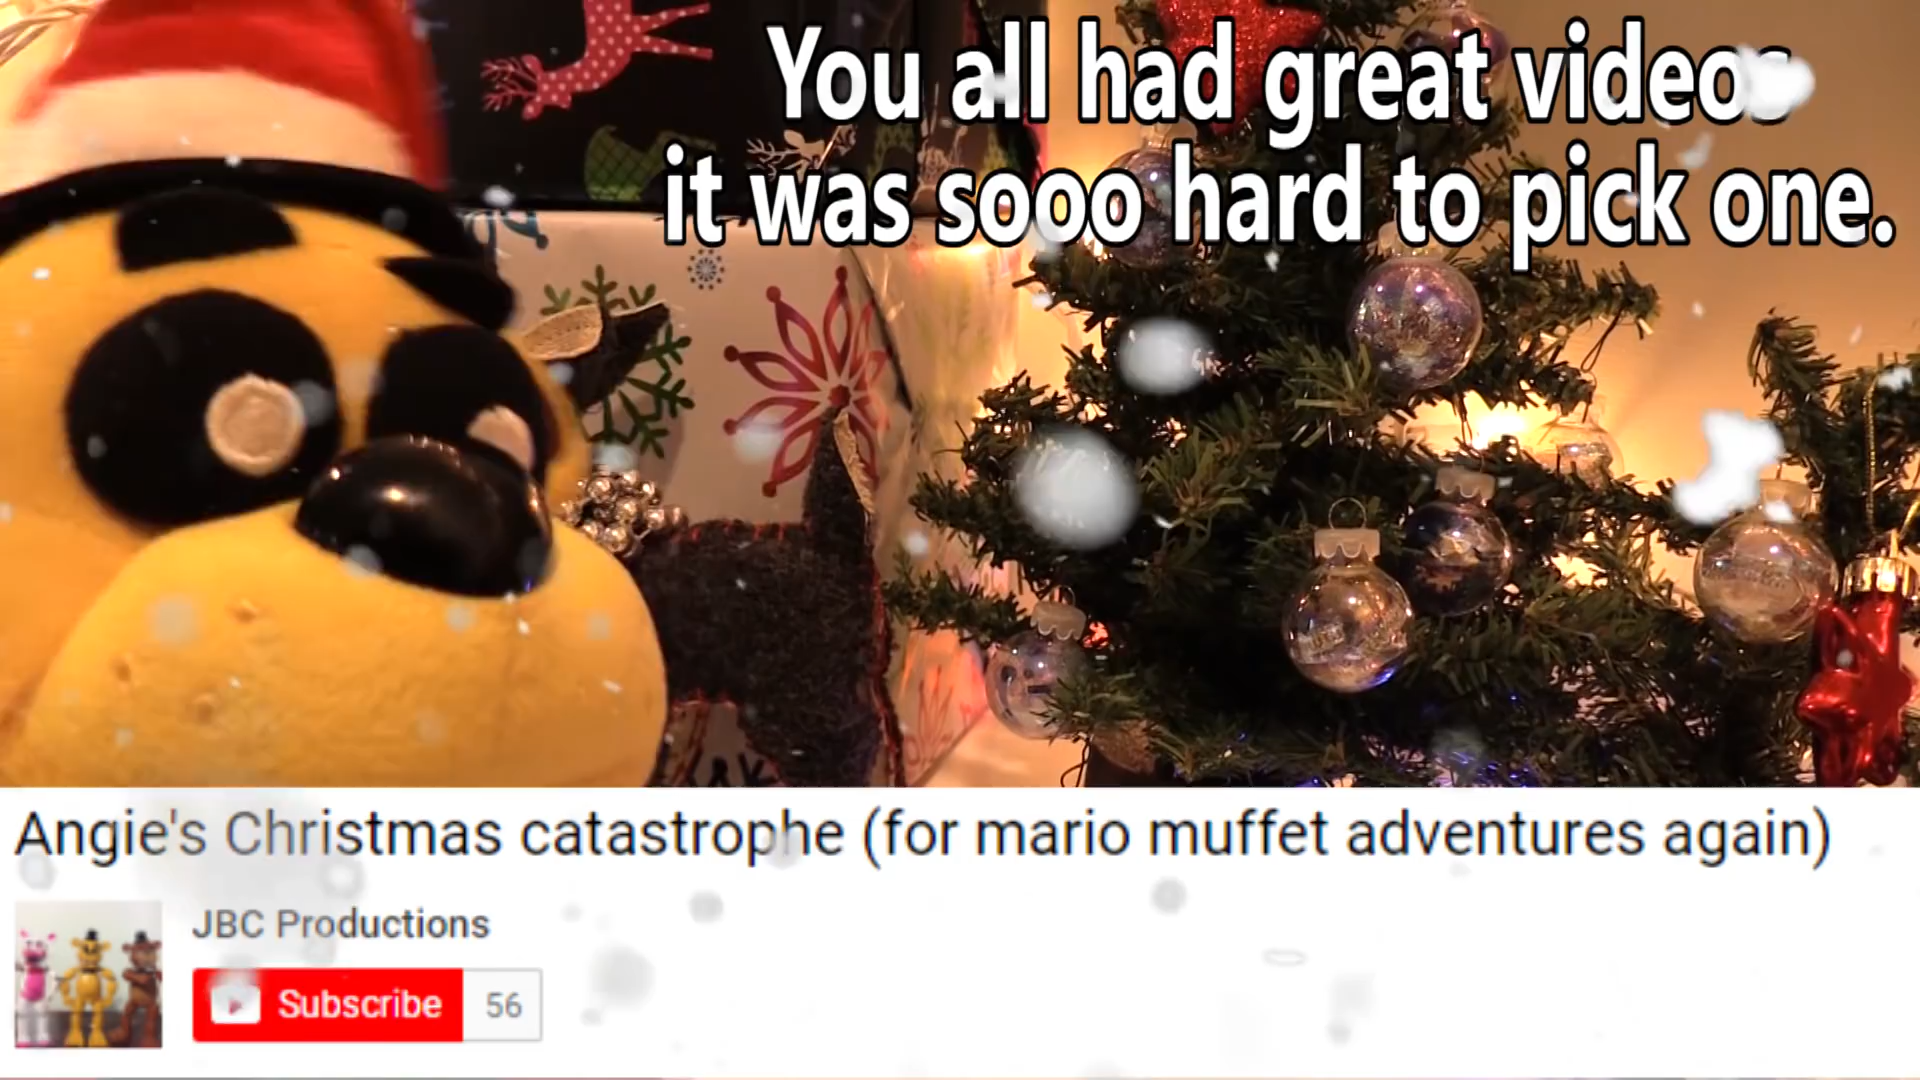 You all had great videos
it was sooo hard to pick one.
Angie's Christmas catastrophe (for mario muffet adventures again)
JBC Productions
Subscribe 56